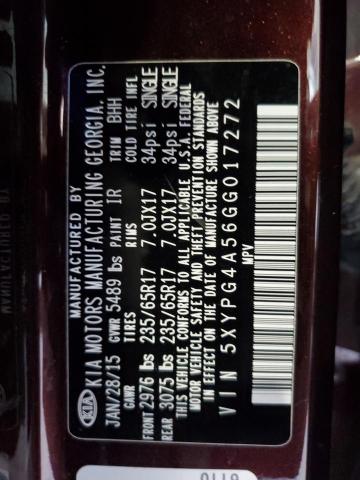 MANUFACTURED BY
KIA KIA MOTORS MANUFACTURING GEORGIA, INC.
JAN/28/15 GVWR 5489 lbs PAINT IR TRIM BHH
GAWR TIRES RIMS COLD TIRE INFL
FRONT 2976 lbs 235/65R17 7.0JX17 34psi SINGLE
REAR 3075 lbs 235/65R17 7.0JX17 34psi SINGLE
THIS VEHICLE CONFORMS TO ALL APPLICABLE U.S.A. FEDERAL
MOTOR VEHICLE SAFETY AND THEFT PREVENTION STANDARDS
IN EFFECT ON THE DATE OF MANUFACTURE SHOWN ABOVE
VIN 5XYPG4A56GG017272
MPV